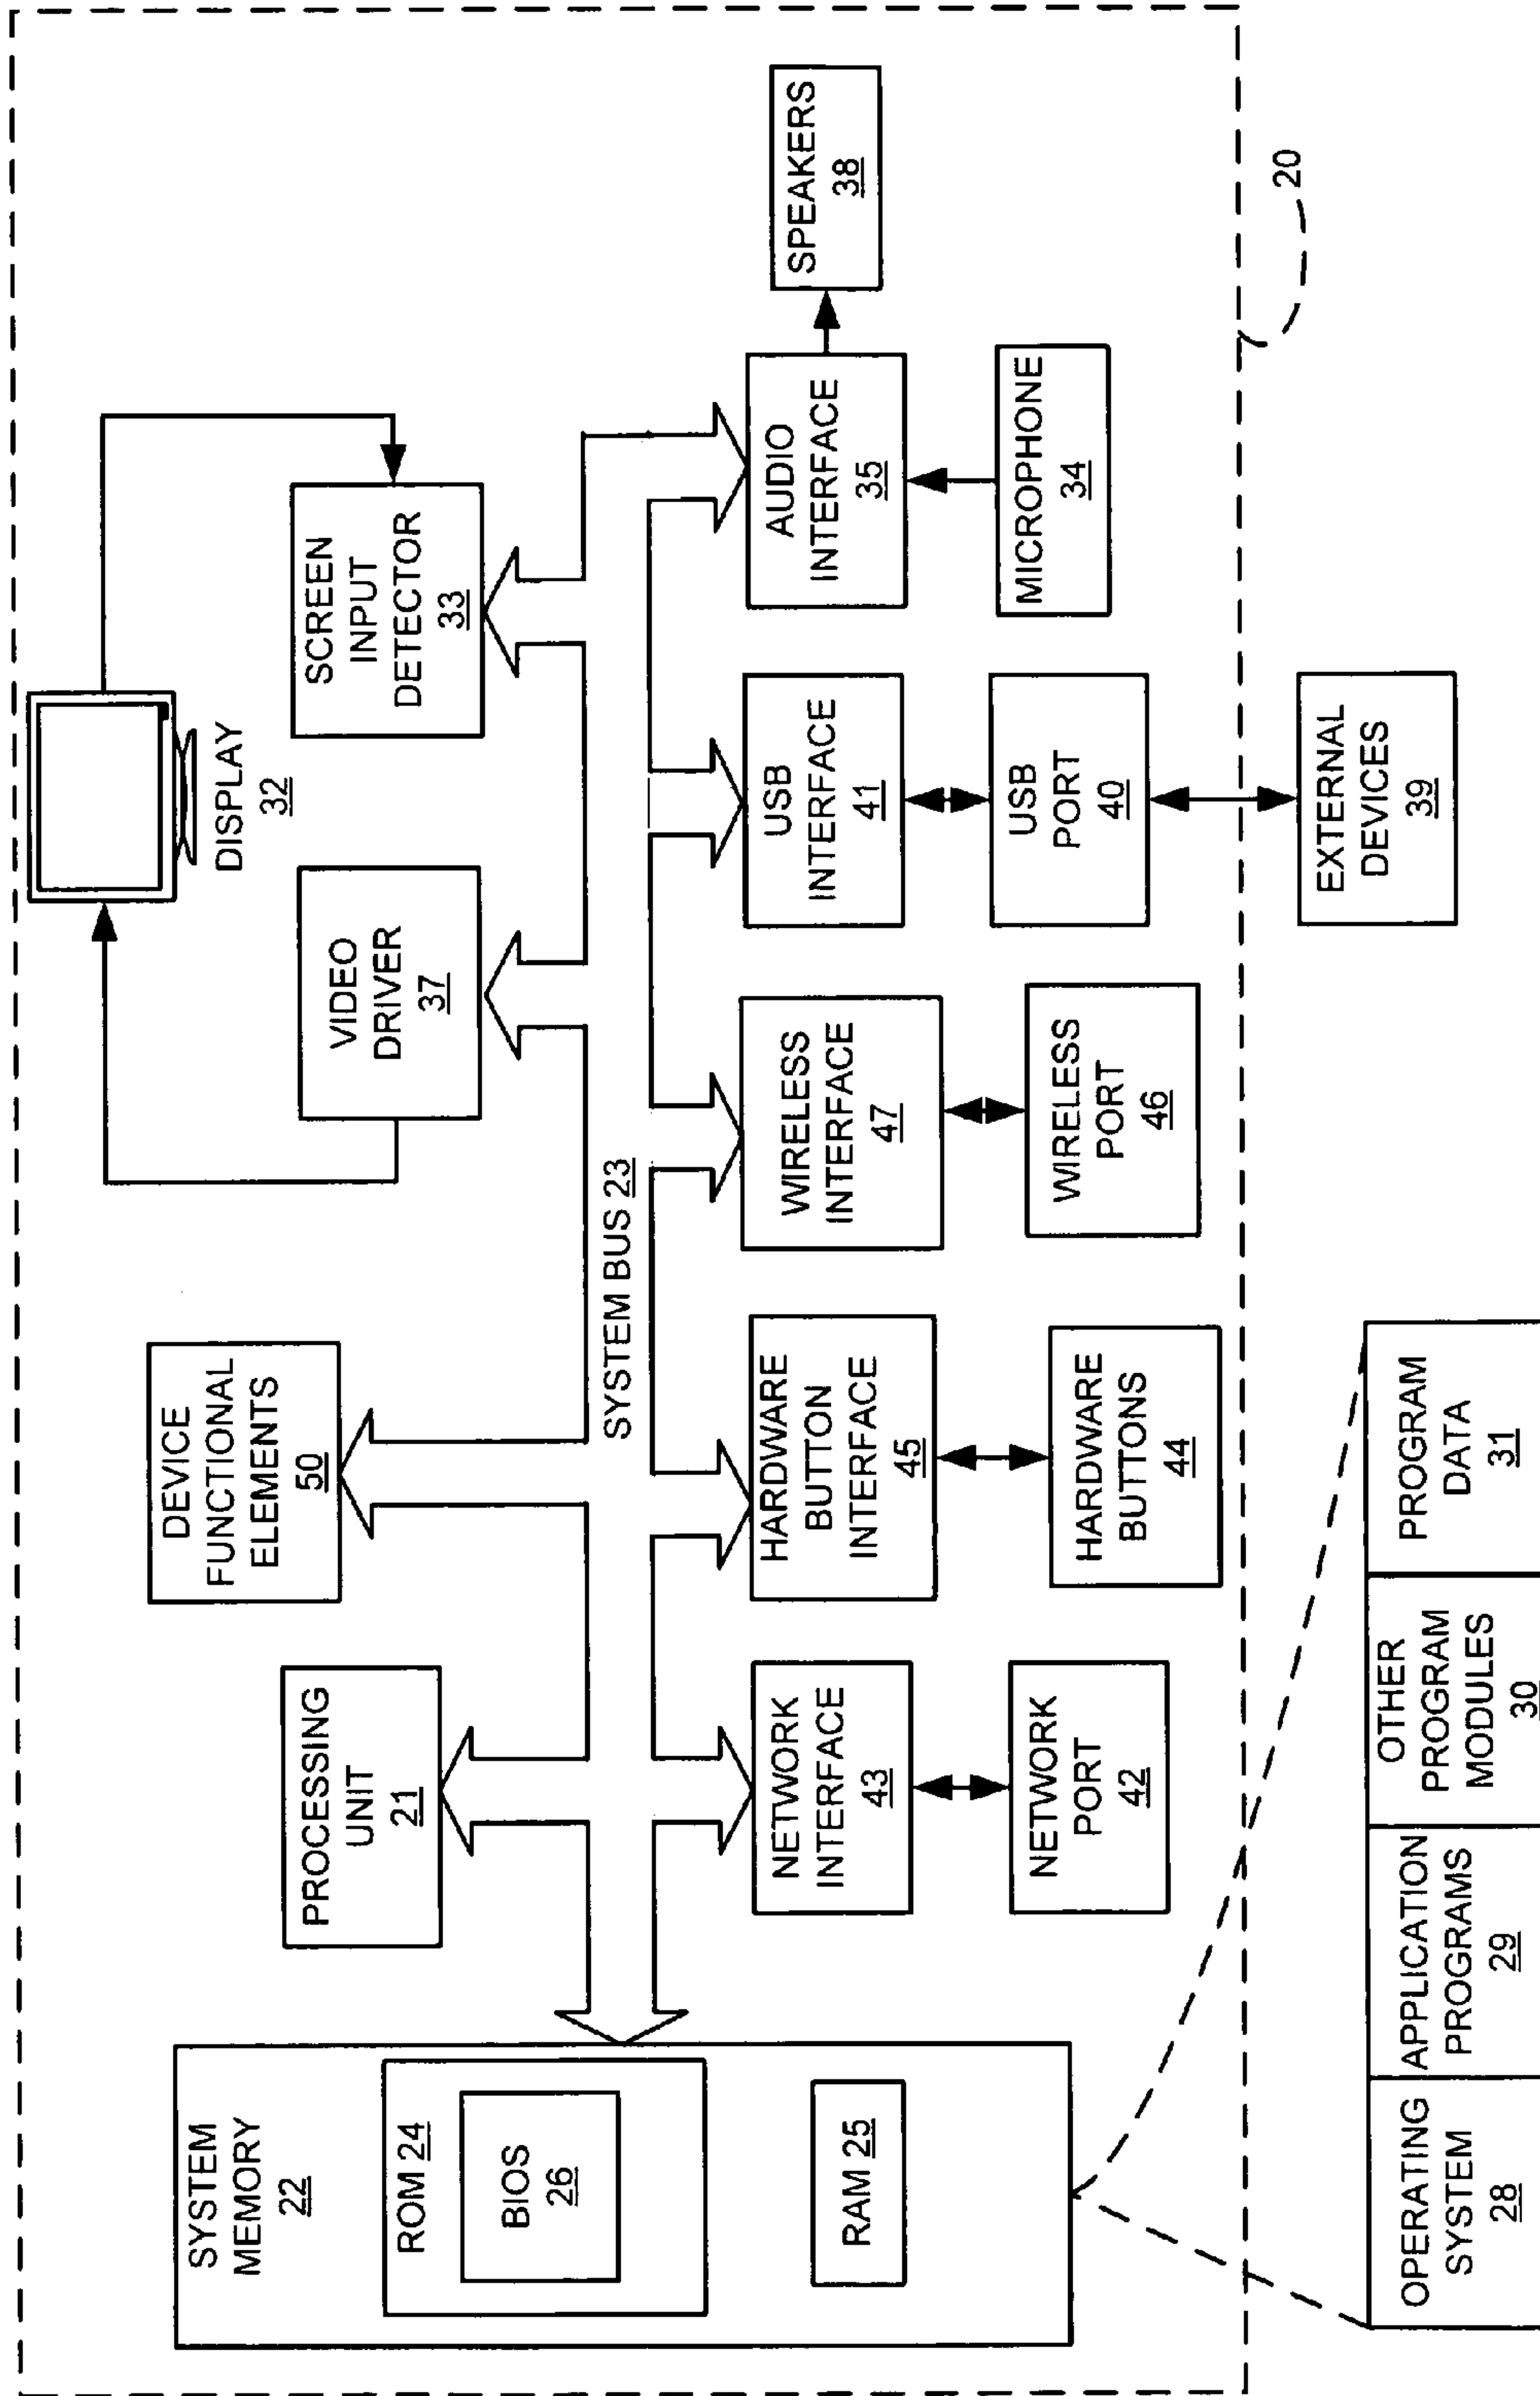 SYSTEM
MEMORY
22
ROM 24
BIOS
26
RAM 25
PROCESSING
UNIT
21
DEVICE
FUNCTIONAL
ELEMENTS
50
VIDEO
DRIVER
37
DISPLAY
32
SCREEN
INPUT
DETECTOR
33
SYSTEM BUS 23
NETWORK
INTERFACE
43
HARDWARE
BUTTON
INTERFACE
45
WIRELESS
INTERFACE
47
USB
INTERFACE
41
AUDIO
INTERFACE
35
SPEAKERS
38
NETWORK
PORT
42
HARDWARE
BUTTONS
44
WIRELESS
PORT
46
USB
PORT
40
MICROPHONE
34
20
EXTERNAL
DEVICES
39
OPERATING
SYSTEM
28
APPLICATION
PROGRAMS
29
OTHER
PROGRAM
MODULES
30
PROGRAM
DATA
31